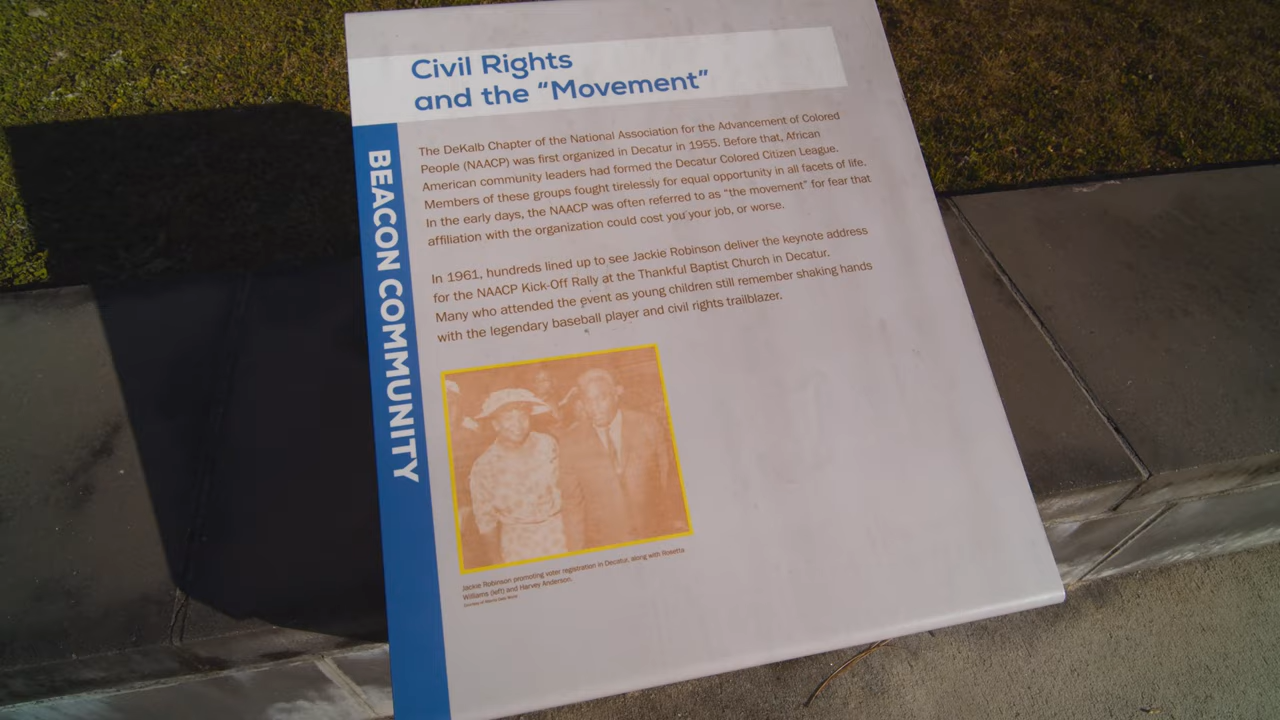 Civil Rights
and the “Movement”
BEACON COMMUNITY
The DeKalb Chapter of the National Association for the Advancement of Colored
People (NAACP) was first organized in Decatur in 1955. Before that, African
American community leaders had formed the Decatur Colored Citizen League.
Members of these groups fought tirelessly for equal opportunity in all facets of life.
In the early days, the NAACP was often referred to as “the movement” for fear that
affiliation with the organization could cost you your job, or worse.
In 1961, hundreds lined up to see Jackie Robinson deliver the keynote address
for the NAACP Kick-Off Rally at the Thankful Baptist Church in Decatur.
Many who attended the event as young children still remember shaking hands
with the legendary baseball player and civil rights trailblazer.
Jackie Robinson promoting voter registration in Decatur, along with Rosetta
Williams (left) and Harvey Anderson.